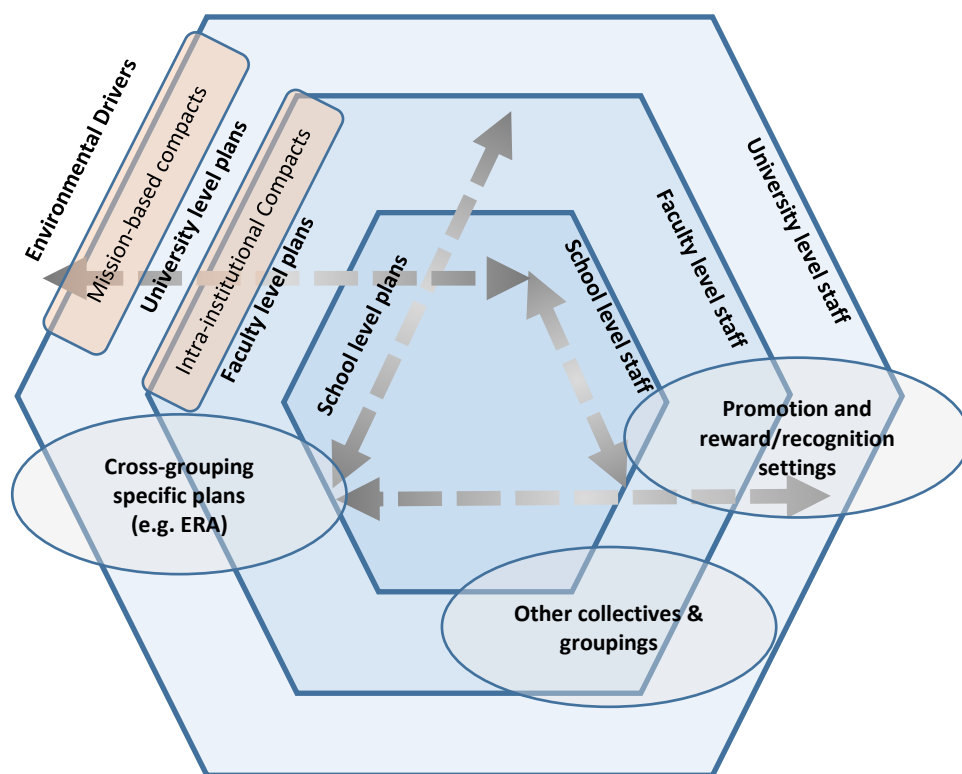 Environmental Drivers
Mission-based compacts
University level plans
Intra-institutional Compacts
Faculty level plans
School level plans
School level staff
Faculty level staff
University level staff
Promotion and
reward/recognition
settings
Cross-grouping
specific plans
(e.g. ERA)
Other collectives &
groupings